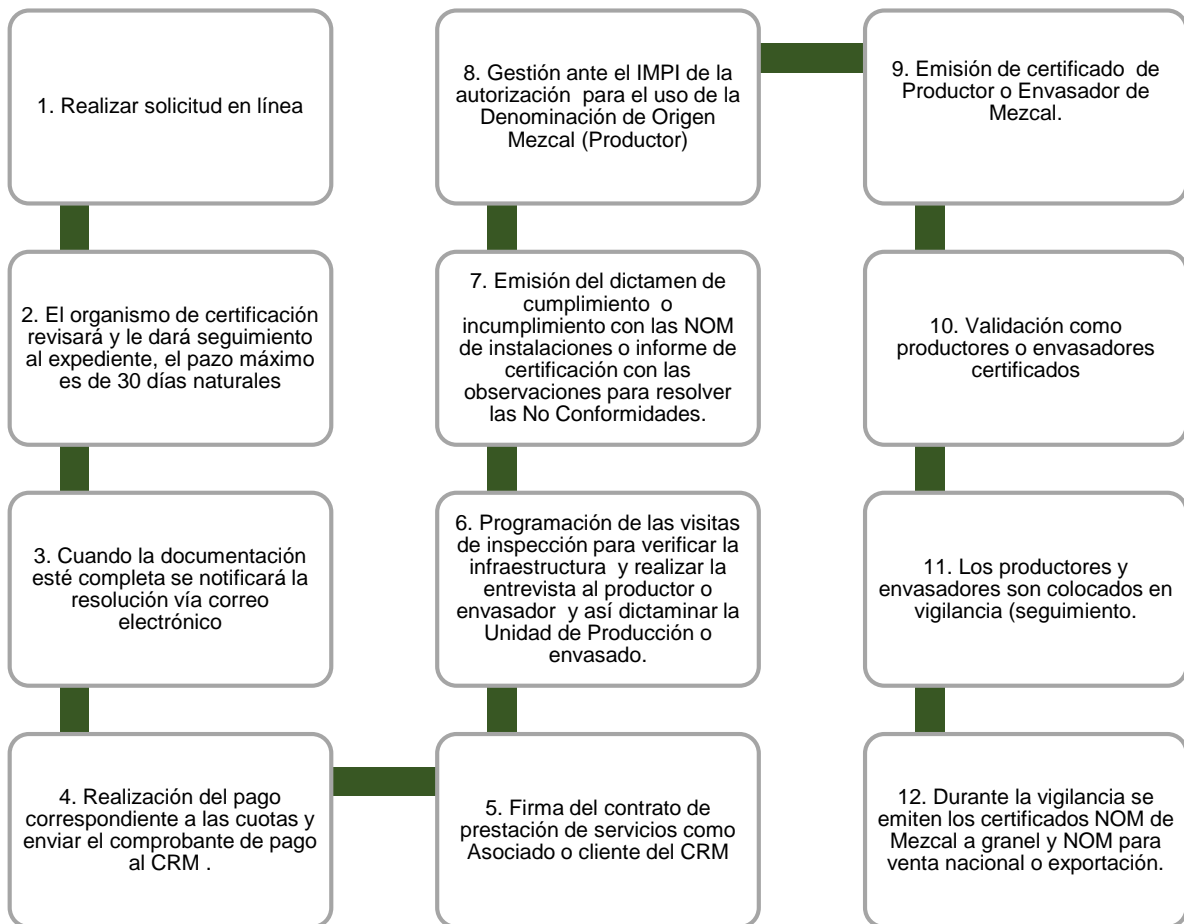 1. Realizar solicitud en línea
2. El organismo de certificación
revisará y le dará seguimiento
al expediente, el pazo máximo
es de 30 días naturales
3. Cuando la documentación
esté completa se notificará la
resolución vía correo
electrónico
4. Realización del pago
correspondiente a las cuotas y
enviar el comprobante de pago
al CRM .
5. Firma del contrato de
prestación de servicios como
Asociado o cliente del CRM
6. Programación de las visitas
de inspección para verificar la
infraestructura y realizar la
entrevista al productor o
envasador y así dictaminar la
Unidad de Producción o
envasado.
7. Emisión del dictamen de
cumplimiento o
incumplimiento con las NOM
de instalaciones o informe de
certificación con las
observaciones para resolver
las No Conformidades.
8. Gestión ante el IMPI de la
autorización para el uso de la
Denominación de Origen
Mezcal (Productor)
9. Emisión de certificado de
Productor o Envasador de
Mezcal.
10. Validación como
productores o envasadores
certificados
11. Los productores y
envasadores son colocados en
vigilancia (seguimiento.
12. Durante la vigilancia se
emiten los certificados NOM de
Mezcal a granel y NOM para
venta nacional o exportación.